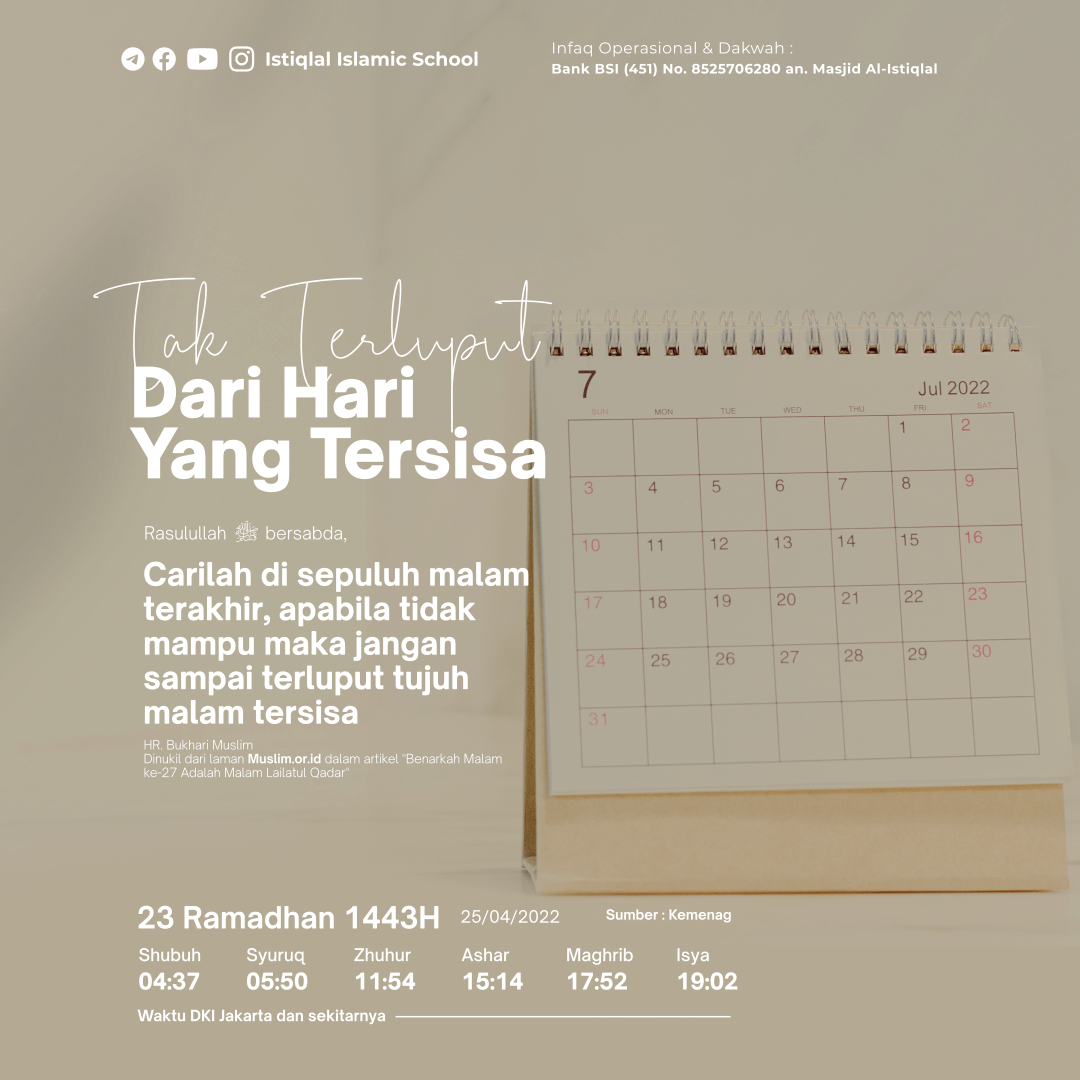 Istiqlal Islamic School
Infaq Operasional & Dakwah :
Bank BSI (451) No. 8525706280 an. Masjid Al-Istiqlal
Tak Terluput
Dari Hari
Yang Tersisa
Rasulullah ﷺ bersabda,
Carilah di sepuluh malam
terakhir, apabila tidak
mampu maka jangan
sampai terluput tujuh
malam tersisa
HR. Bukhari Muslim
Dinukil dari laman Muslim.or.id dalam artikel "Benarkah Malam
ke-27 Adalah Malam Lailatul Qadar"
7 Jul 2022
SUN MON TUE WED THU FRI SAT
1 2
3 4 5 6 7 8 9
10 11 12 13 14 15 16
17 18 19 20 21 22 23
24 25 26 27 28 29 30
31
23 Ramadhan 1443H 25/04/2022 Sumber : Kemenag
Shubuh Syuruq Zhuhur Ashar Maghrib Isya
04:37 05:50 11:54 15:14 17:52 19:02
Waktu DKI Jakarta dan sekitarnya